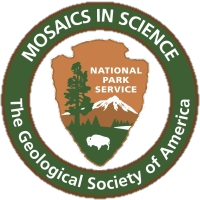 MOSAICS IN SCIENCE
NATIONAL
PARK
SERVICE
The Geological Society of America